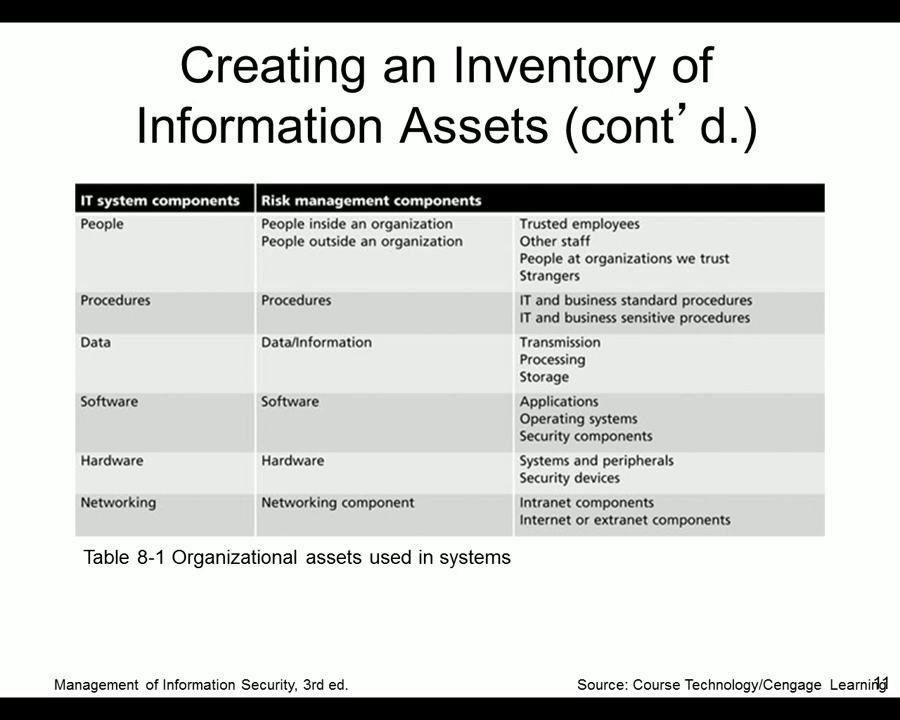 Creating an Inventory of
Information Assets (cont’d.)
IT system components Risk management components
People People inside an organization Trusted employees
People outside an organization Other staff
People at organizations we trust
Strangers
Procedures Procedures IT and business standard procedures
IT and business sensitive procedures
Data Data/Information Transmission
Processing
Storage
Software Software Applications
Operating systems
Security components
Hardware Hardware Systems and peripherals
Security devices
Networking Networking component Intranet components
Internet or extranet components
Table 8-1 Organizational assets used in systems
Management of Information Security, 3rd ed. Source: Course Technology/Cengage Learning 11